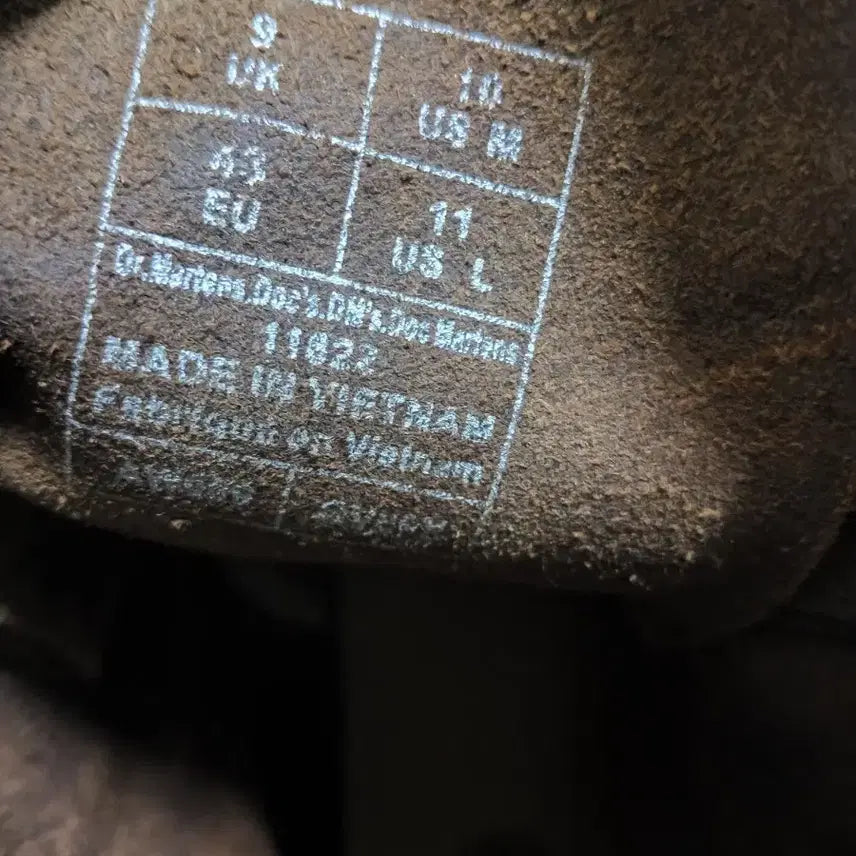 9 UK
10 US M
43 EU
11 US L
Dr.Martens.Doc's.DM's.Doc Martens
11822
MADE IN VIETNAM
Fabriqué en Vietnam